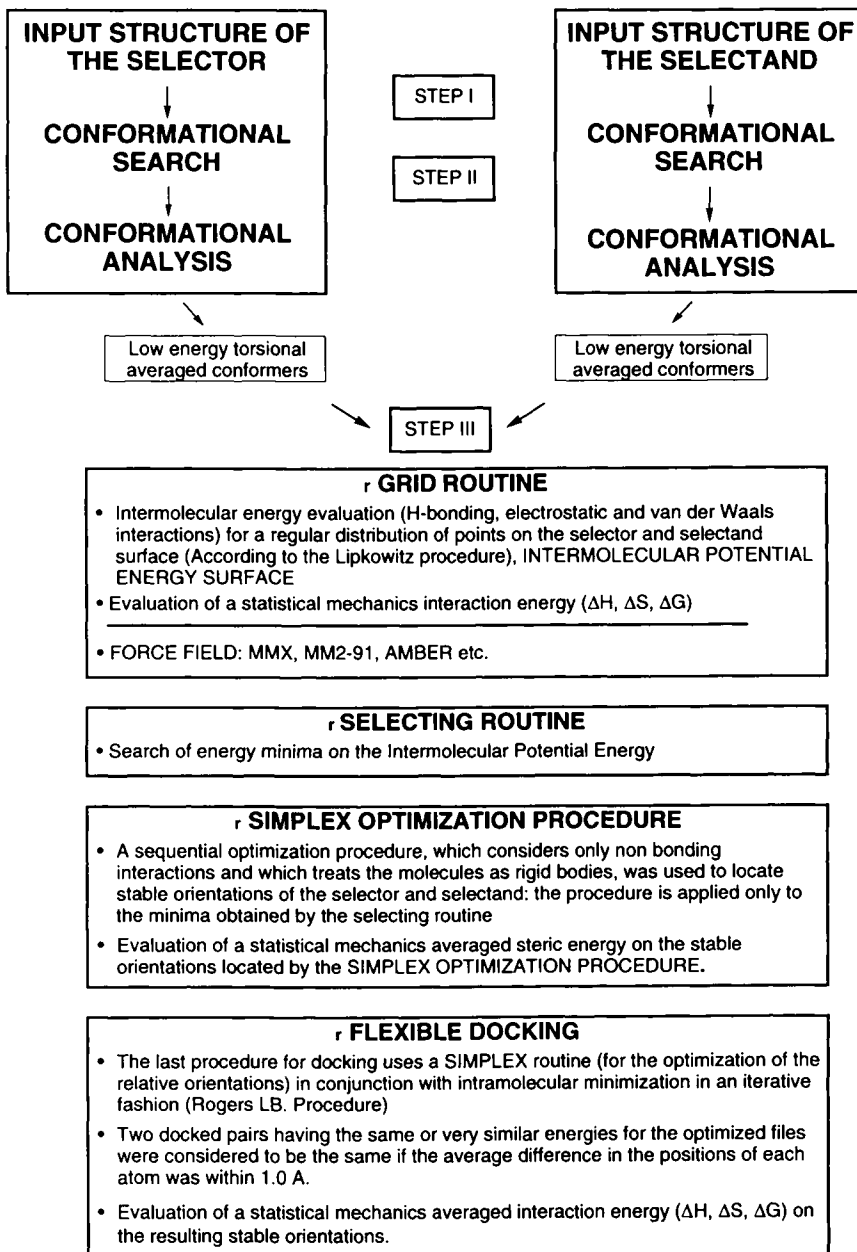 INPUT STRUCTURE OF
THE SELECTOR
CONFORMATIONAL
SEARCH
CONFORMATIONAL
ANALYSIS
STEP I
STEP II
INPUT STRUCTURE OF
THE SELECTAND
CONFORMATIONAL
SEARCH
CONFORMATIONAL
ANALYSIS
Low energy torsional
averaged conformers
Low energy torsional
averaged conformers
STEP III
r GRID ROUTINE
• Intermolecular energy evaluation (H-bonding, electrostatic and van der Waals
interactions) for a regular distribution of points on the selector and selectand
surface (According to the Lipkowitz procedure), INTERMOLECULAR POTENTIAL
ENERGY SURFACE
• Evaluation of a statistical mechanics interaction energy (ΔH, ΔS, ΔG)
• FORCE FIELD: MMX, MM2-91, AMBER etc.
r SELECTING ROUTINE
• Search of energy minima on the Intermolecular Potential Energy
r SIMPLEX OPTIMIZATION PROCEDURE
• A sequential optimization procedure, which considers only non bonding
interactions and which treats the molecules as rigid bodies, was used to locate
stable orientations of the selector and selectand: the procedure is applied only to
the minima obtained by the selecting routine
• Evaluation of a statistical mechanics averaged steric energy on the stable
orientations located by the SIMPLEX OPTIMIZATION PROCEDURE.
r FLEXIBLE DOCKING
• The last procedure for docking uses a SIMPLEX routine (for the optimization of the
relative orientations) in conjunction with intramolecular minimization in an iterative
fashion (Rogers LB. Procedure)
• Two docked pairs having the same or very similar energies for the optimized files
were considered to be the same if the average difference in the positions of each
atom was within 1.0 A.
• Evaluation of a statistical mechanics averaged interaction energy (ΔH, ΔS, ΔG) on
the resulting stable orientations.